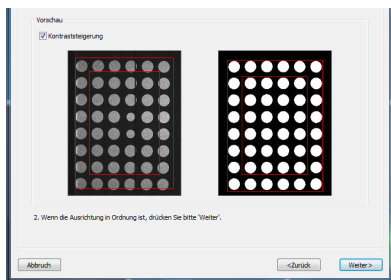 Vorschau
Kontraststeigerung
2. Wenn die Ausrichtung in Ordnung ist, drücken Sie bitte 'Weiter'.
Abbruch
<Zurück
Weiter>